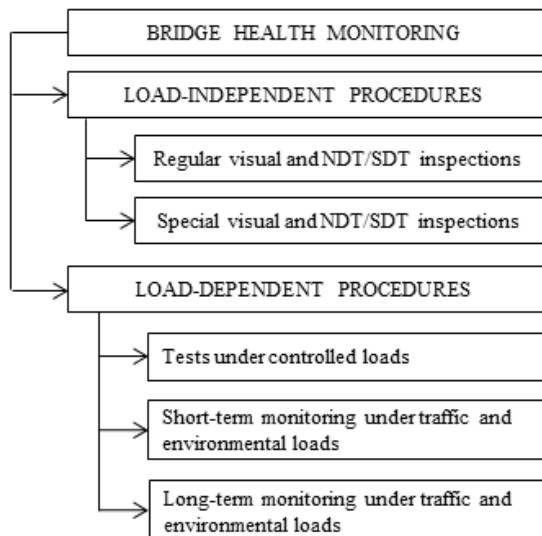 BRIDGE HEALTH MONITORING
LOAD-INDEPENDENT PROCEDURES
Regular visual and NDT/SDT inspections
Special visual and NDT/SDT inspections
LOAD-DEPENDENT PROCEDURES
Tests under controlled loads
Short-term monitoring under traffic and
environmental loads
Long-term monitoring under traffic and
environmental loads